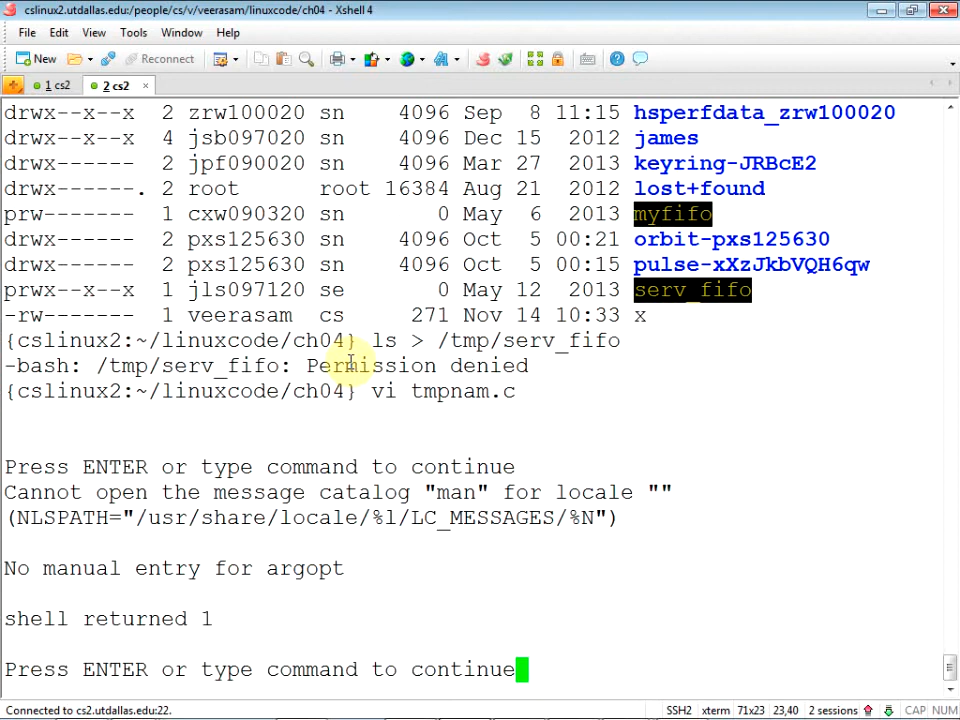 cslinux2.utdallas.edu:/people/cs/v/veerasam/linuxcode/ch04 - Xshell 4
File Edit View Tools Window Help
New Reconnect
1 cs2 2 cs2 ×
drwx--x--x 2 zrw100020 sn 4096 Sep 8 11:15 hsperfdata_zrw100020
drwx--x--x 4 jsb097020 sn 4096 Dec 15 2012 james
drwx------ 2 jpf090020 sn 4096 Mar 27 2013 keyring-JRBcE2
drwx------. 2 root root 16384 Aug 21 2012 lost+found
prw------- 1 cxw090320 sn 0 May 6 2013 myfifo
drwx------ 2 pxs125630 sn 4096 Oct 5 00:21 orbit-pxs125630
drwx------ 2 pxs125630 sn 4096 Oct 5 00:15 pulse-xXzJkbVQH6qw
prwx--x--x 1 jls097120 se 0 May 12 2013 serv_fifo
-rw------- 1 veerasam cs 271 Nov 14 10:33 x
{cslinux2:~/linuxcode/ch04} ls > /tmp/serv_fifo
-bash: /tmp/serv_fifo: Permission denied
{cslinux2:~/linuxcode/ch04} vi tmpnam.c
Press ENTER or type command to continue
Cannot open the message catalog "man" for locale ""
(NLSPATH="/usr/share/locale/%l/LC_MESSAGES/%N")
No manual entry for argopt
shell returned 1
Press ENTER or type command to continue
Connected to cs2.utdallas.edu:22. SSH2 xterm 71x23 23,40 2 sessions CAP NUM